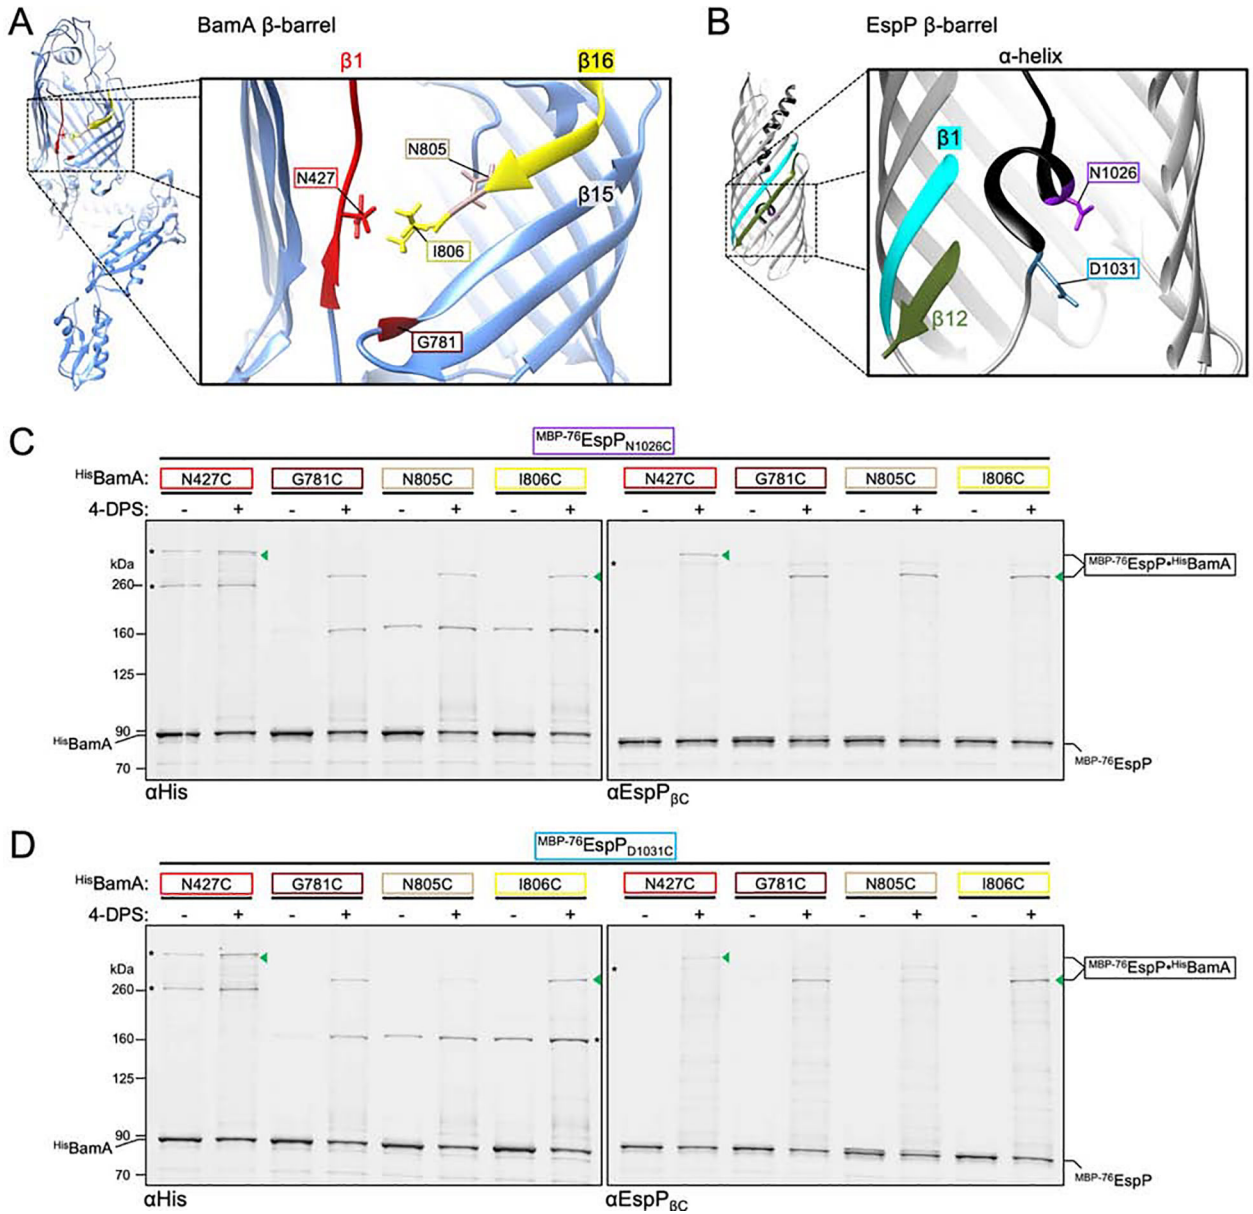 A
BamA β-barrel
β1
β16
N805
N427
β15
I806
G781
B
EspP β-barrel
α-helix
β1
N1026
D1031
β12
C
MBP-76EspPN1026C
HisBamA: N427C G781C N805C I806C N427C G781C N805C I806C
4-DPS: - + - + - + - + - + - + - + - +
kDa
260
160
125
90
70
HisBamA
MBP-76EspP•HisBamA
MBP-76EspP
αHis
αEspPβC
D
MBP-76EspPD1031C
HisBamA: N427C G781C N805C I806C N427C G781C N805C I806C
4-DPS: - + - + - + - + - + - + - + - +
kDa
260
160
125
90
70
HisBamA
MBP-76EspP•HisBamA
MBP-76EspP
αHis
αEspPβC